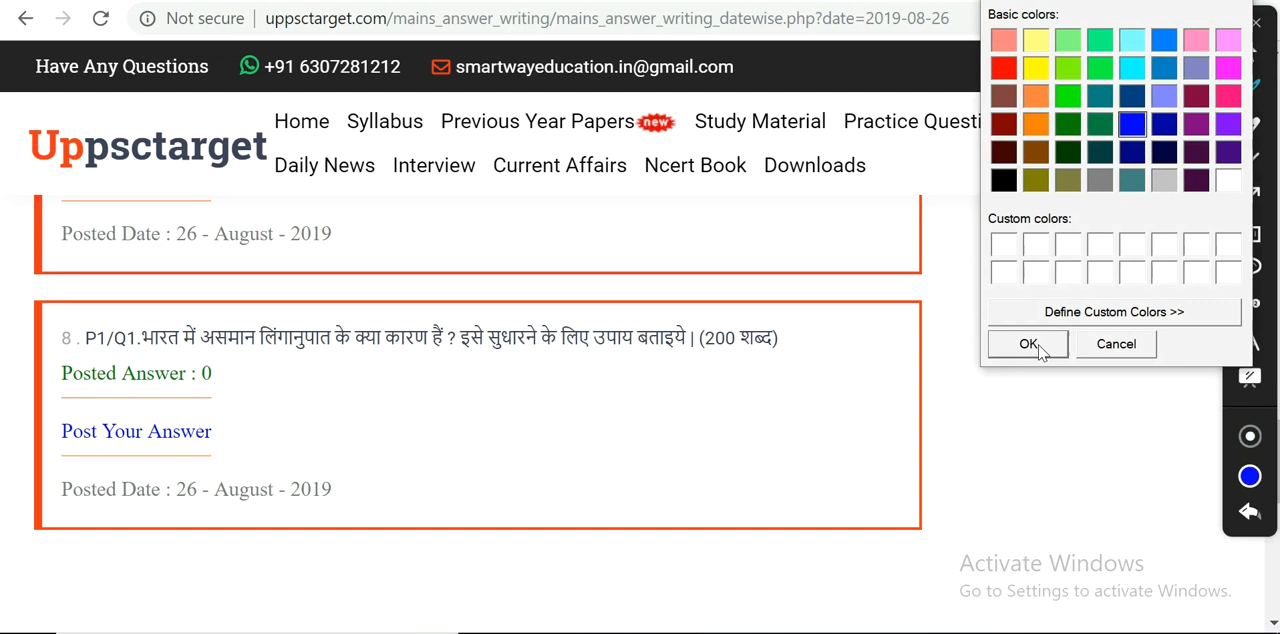 Not secure
uppsctarget.com/mains_answer_writing/mains_answer_writing_datewise.php?date=2019-08-26
Have Any Questions
+91 6307281212
smartwayeducation.in@gmail.com
Uppsctarget
Home Syllabus Previous Year Papers new Study Material Practice Questi
Daily News Interview Current Affairs Ncert Book Downloads
Posted Date : 26 - August - 2019
8 . P1/Q1.भारत में असमान लिंगानुपात के क्या कारण हैं ? इसे सुधारने के लिए उपाय बताइये | (200 शब्द)
Posted Answer : 0
Post Your Answer
Posted Date : 26 - August - 2019
Basic colors:
Custom colors:
Define Custom Colors >>
OK
Cancel
Activate Windows
Go to Settings to activate Windows.